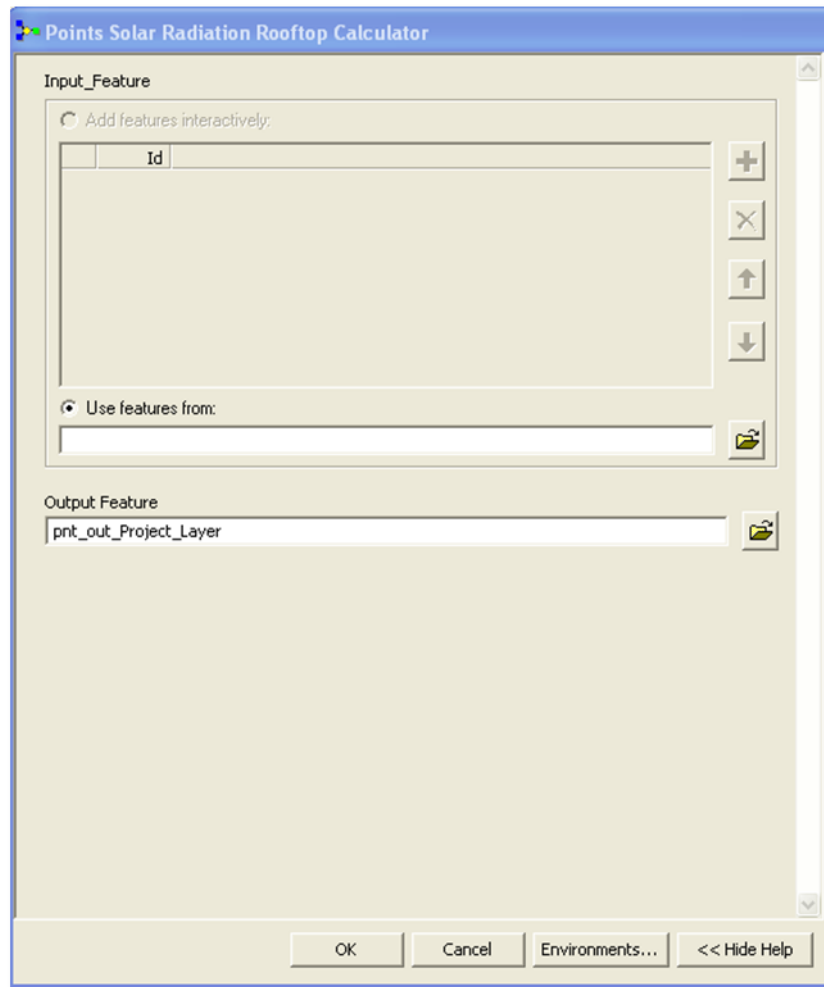 Points Solar Radiation Rooftop Calculator
Input_Feature
Add features interactively:
Id
Use features from:
Output Feature
pnt_out_Project_Layer
OK
Cancel
Environments...
<< Hide Help